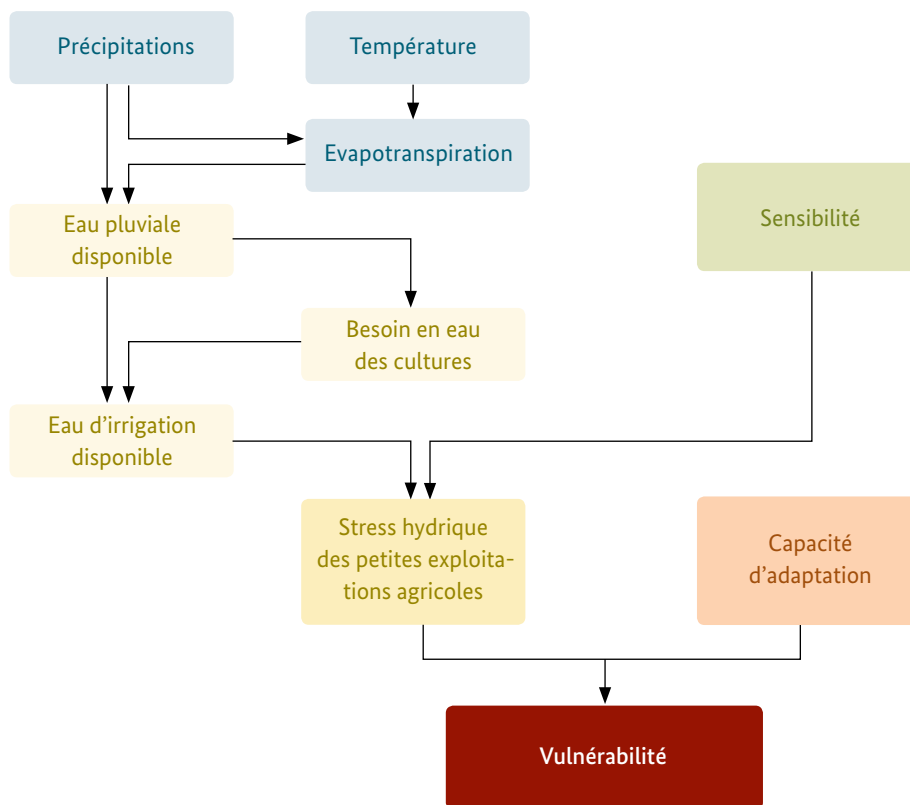 Précipitations
Température
Evapotranspiration
Eau pluviale
disponible
Sensibilité
Besoin en eau
des cultures
Eau d’irrigation
disponible
Stress hydrique
des petites exploita-
tions agricoles
Capacité
d’adaptation
Vulnérabilité